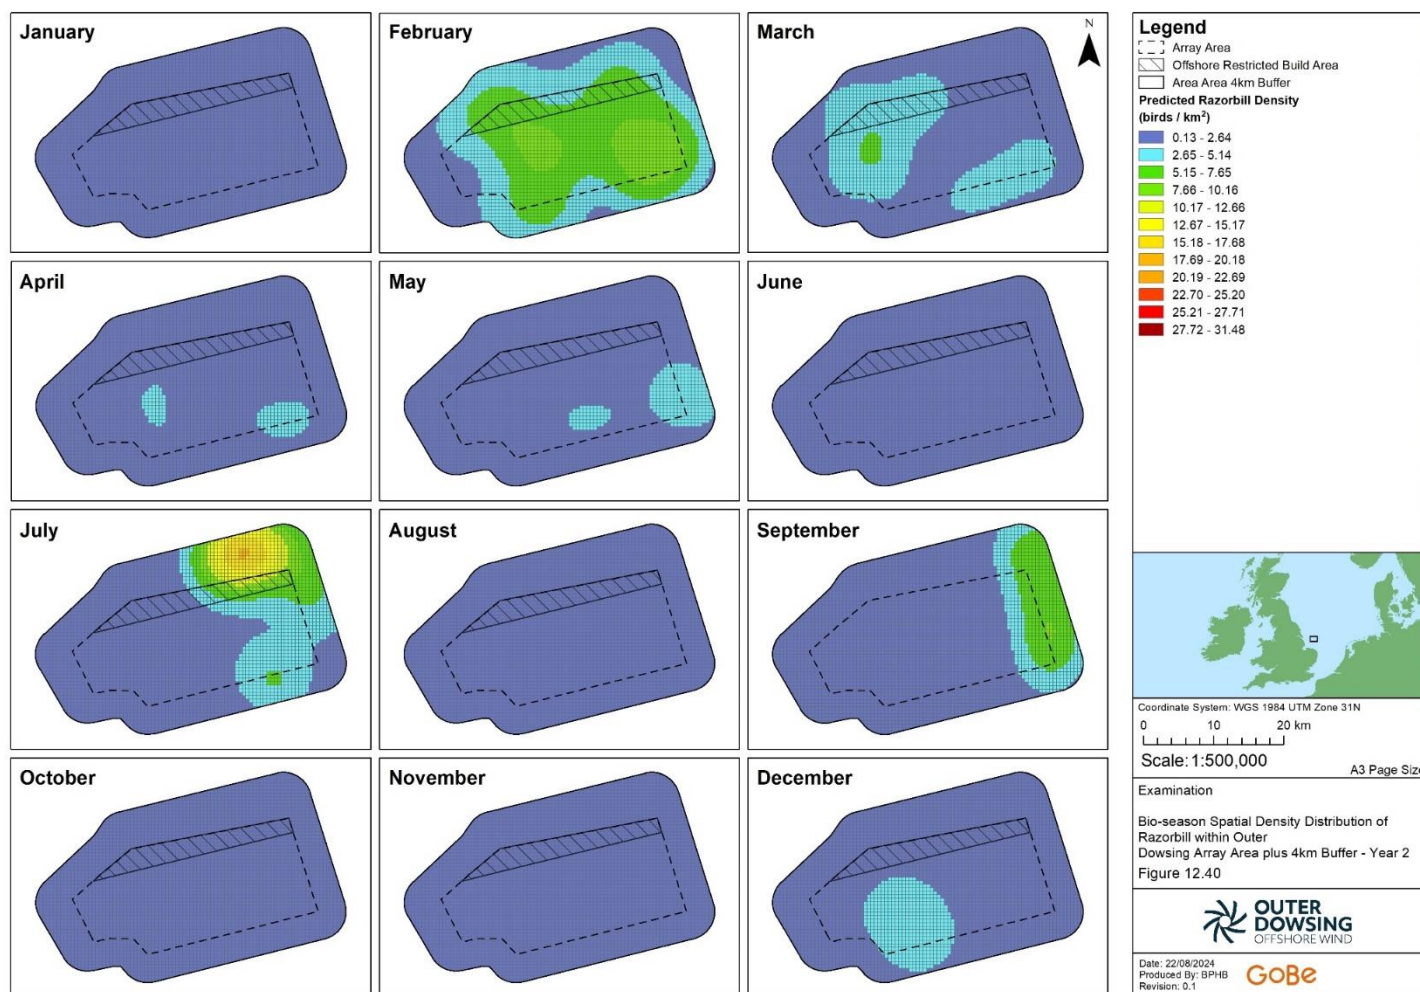 January
February
March
N
April
May
June
July
August
September
October
November
December
Legend
Array Area
Offshore Restricted Build Area
Area Area 4km Buffer
Predicted Razorbill Density
(birds / km²)
0.13 - 2.64
2.65 - 5.14
5.15 - 7.65
7.66 - 10.16
10.17 - 12.66
12.67 - 15.17
15.18 - 17.68
17.69 - 20.18
20.19 - 22.69
22.70 - 25.20
25.21 - 27.71
27.72 - 31.48
Coordinate System: WGS 1984 UTM Zone 31N
0 10 20 km
Scale: 1:500,000
A3 Page Size
Examination
Bio-season Spatial Density Distribution of
Razorbill within Outer
Dowsing Array Area plus 4km Buffer - Year 2
Figure 12.40
OUTER
DOWSING
OFFSHORE WIND
Date: 22/08/2024
Produced By: BPHB
Revision: 0.1
GoBe